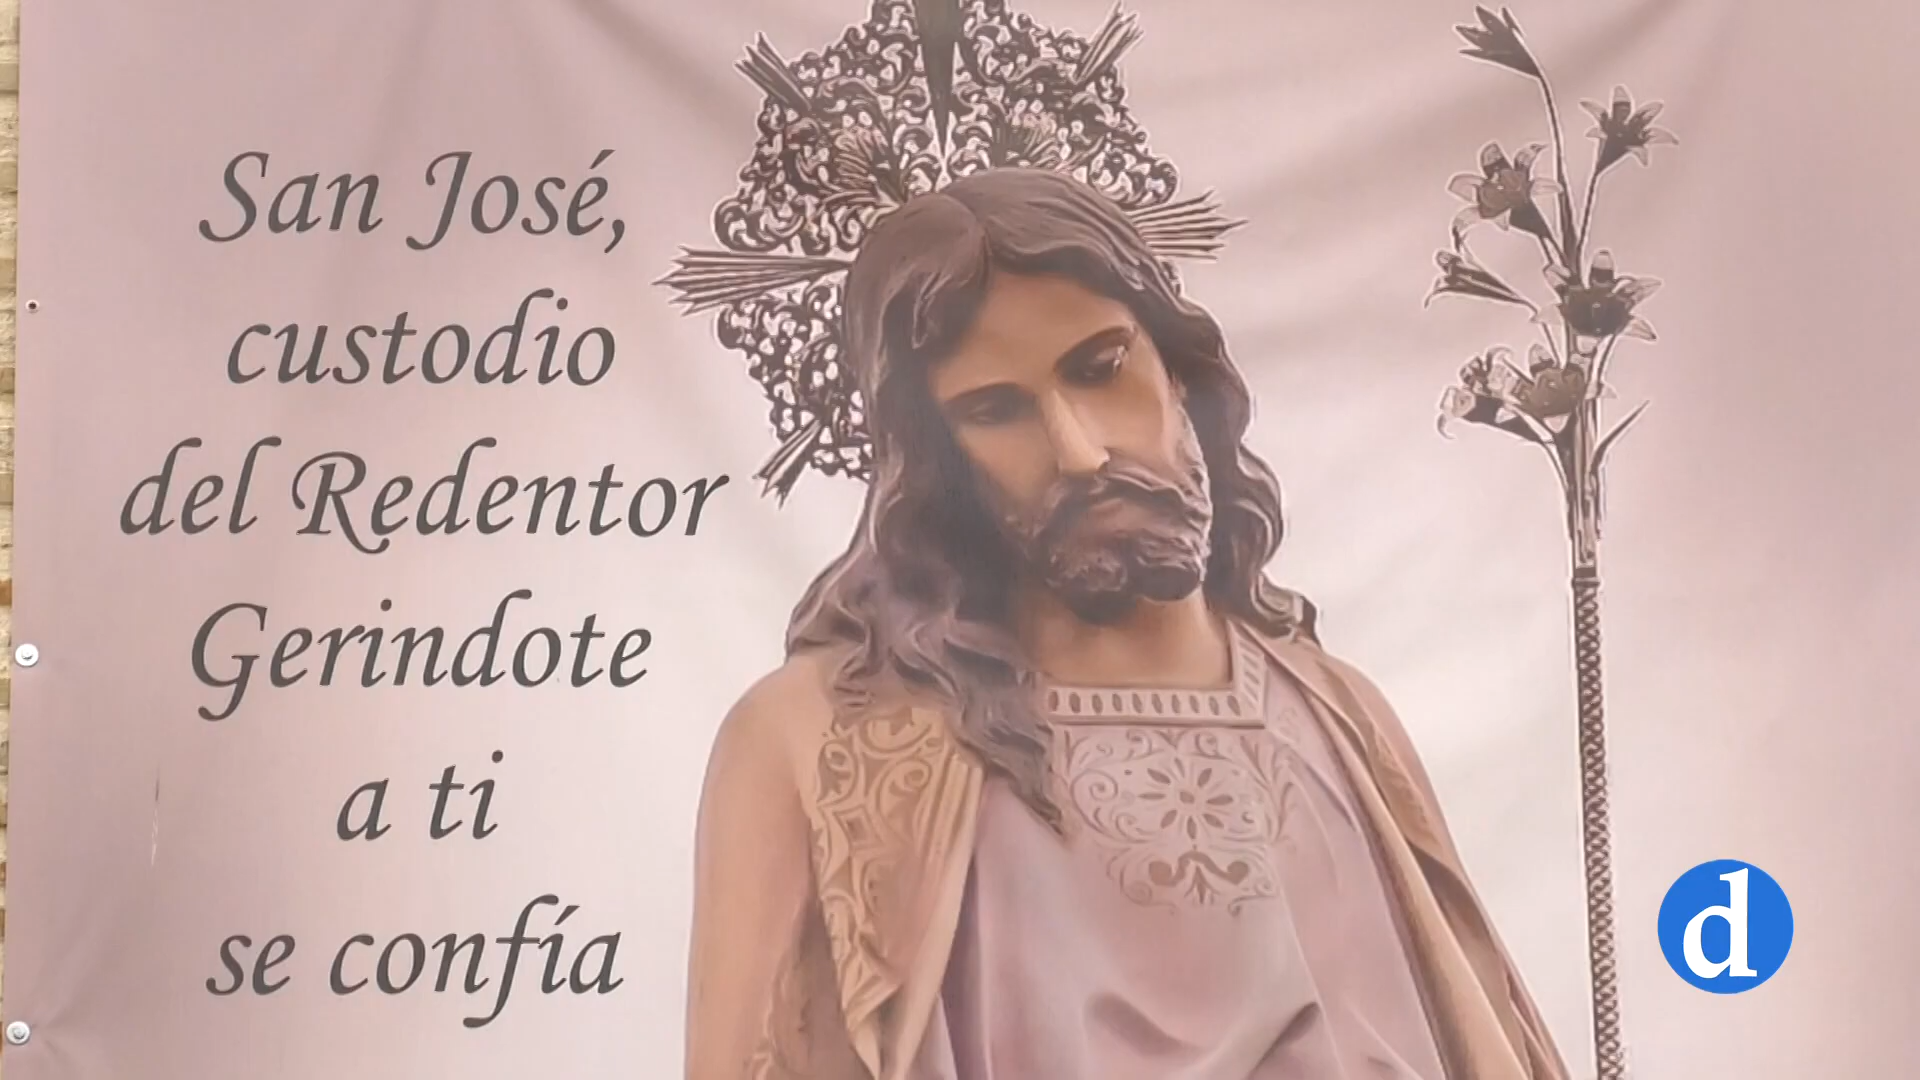 San José,
custodio
del Redentor
Gerindote
a ti
se confía
d